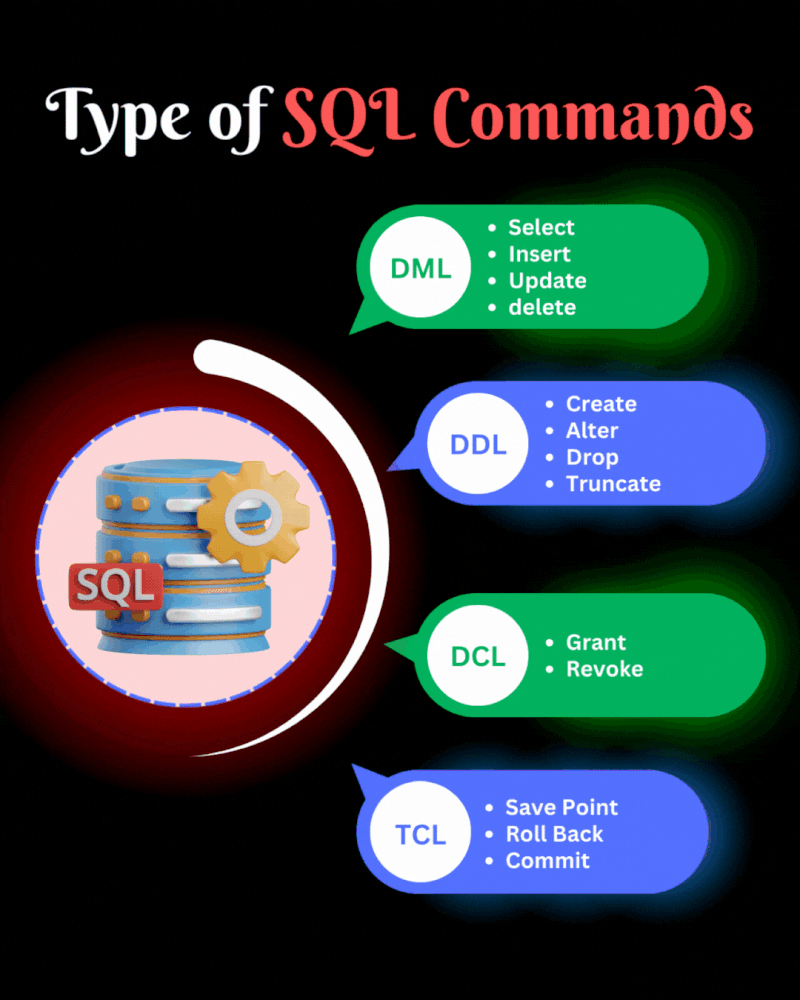 Type of SQL Commands
DML
• Select
• Insert
• Update
• delete
DDL
• Create
• Alter
• Drop
• Truncate
SQL
DCL
• Grant
• Revoke
TCL
• Save Point
• Roll Back
• Commit